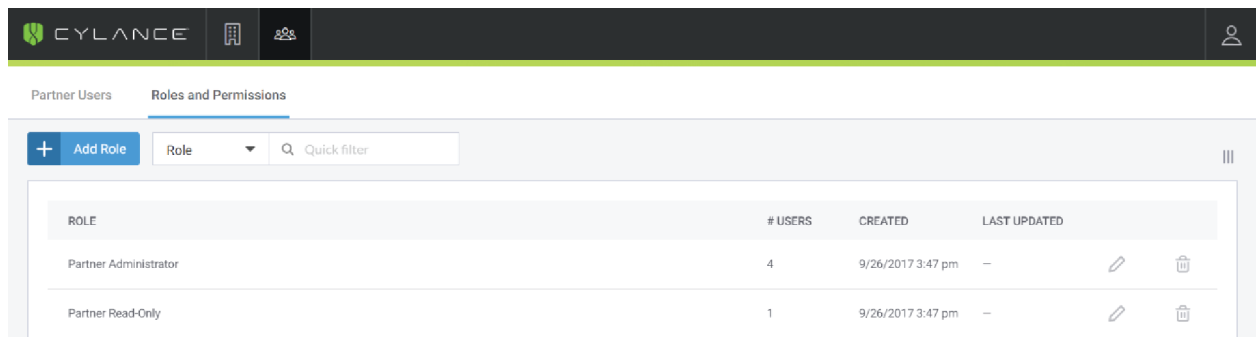 CYLANCE
Partner Users Roles and Permissions
+ Add Role Role Quick filter
ROLE # USERS CREATED LAST UPDATED
Partner Administrator 4 9/26/2017 3:47 pm —
Partner Read-Only 1 9/26/2017 3:47 pm —